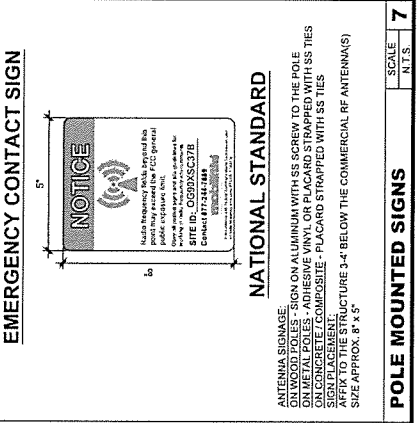 EMERGENCY CONTACT SIGN
5"
8"
NOTICE
Radio frequency fields beyond this
point may exceed the FCC general
public exposure limit.
SITE ID: OG90XSC37B
Contact 877-244-7889
NATIONAL STANDARD
ANTENNA SIGNAGE:
ON WOOD POLES - SIGN ON ALUMINUM WITH SS SCREW TO THE POLE
ON METAL POLES - ADHESIVE VINYL OR PLACARD STRAPPED WITH SS TIES
ON CONCRETE / COMPOSITE - PLACARD STRAPPED WITH SS TIES
SIGN PLACEMENT:
AFFIX TO THE STRUCTURE 3-4' BELOW THE COMMERCIAL RF ANTENNA(S)
SIZE APPROX. 8" x 5"
POLE MOUNTED SIGNS
SCALE
N.T.S.
7